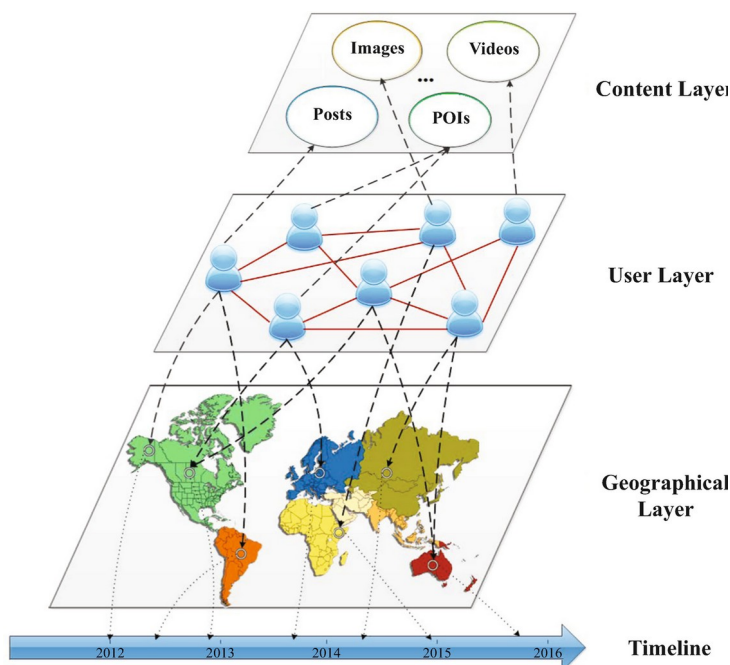 Images
Videos
...
Posts
POIs
Content Layer
User Layer
Geographical
Layer
2012
2013
2014
2015
2016
Timeline